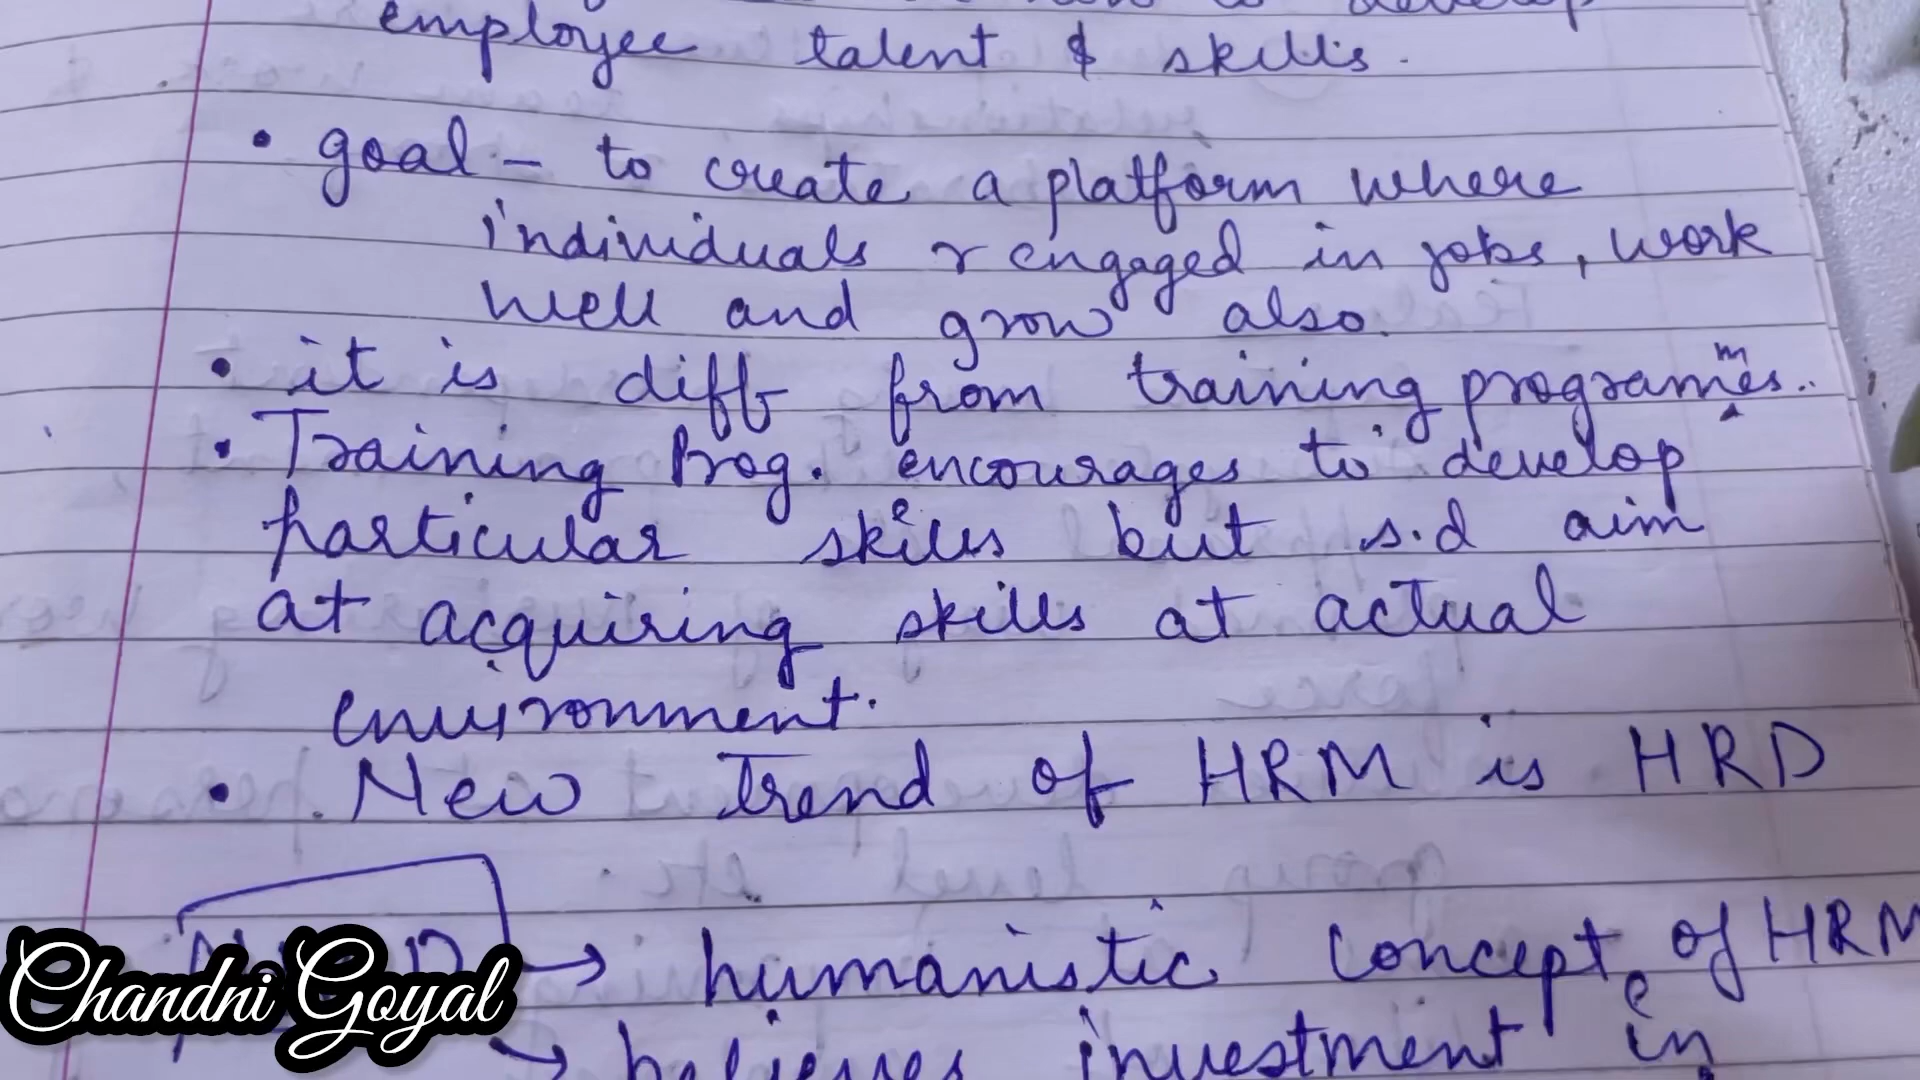 employee talent & skills.
• goal - to create a platform where
individuals r engaged in jobs, work
well and grow also.
• it is diff from training programmes..
• Training Prog. encourages to develop
particular skills but s.d aim
at acquiring skills at actual
environment.
• New Trend of HRM is HRD
→ humanistic concept of HRM
Chandni Goyal
→ believes investment in